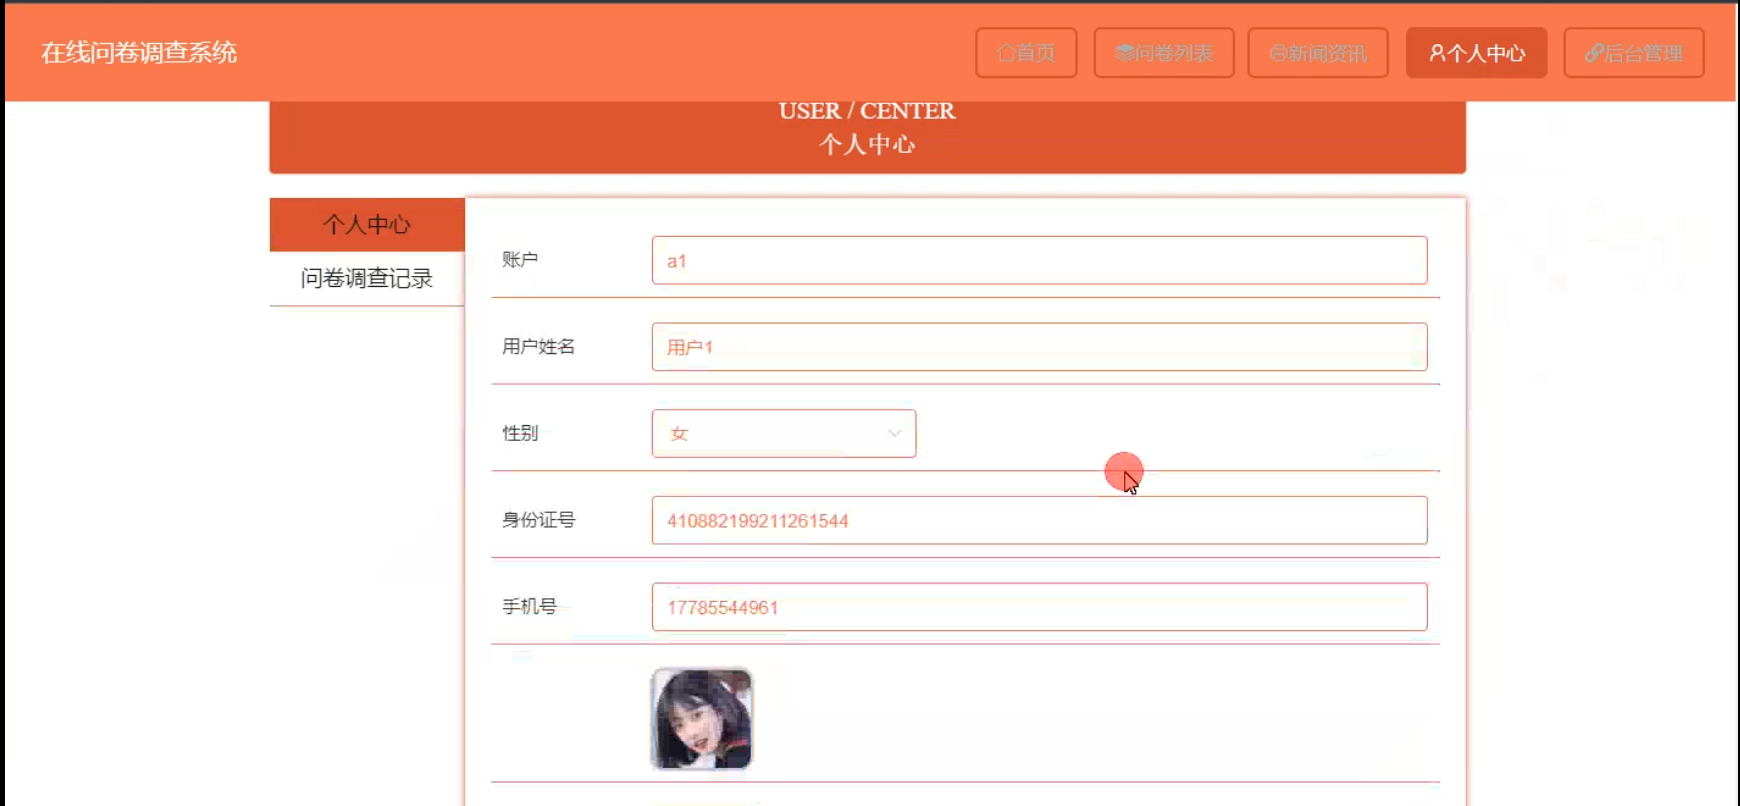 在线问卷调查系统
首页
问卷列表
新闻资讯
个人中心
后台管理
USER / CENTER
个人中心
个人中心
问卷调查记录
账户
a1
用户姓名
用户1
性别
女
身份证号
410882199211261544
手机号
17785544961